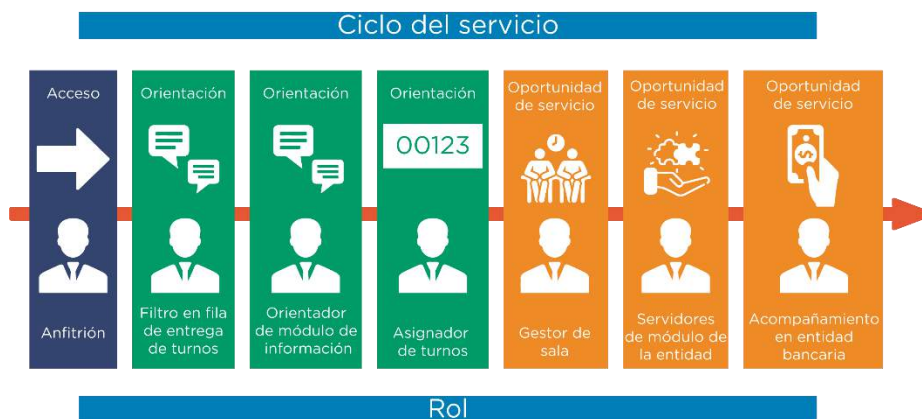 Ciclo del servicio
Acceso
Anfitrión
Orientación
Filtro en fila
de entrega
de turnos
Orientación
Orientador
de módulo de
información
Orientación
00123
Asignador
de turnos
Oportunidad
de servicio
Gestor de
sala
Oportunidad
de servicio
Servidores
de módulo de
la entidad
Oportunidad
de servicio
$
Acompañamiento
en entidad
bancaria
Rol